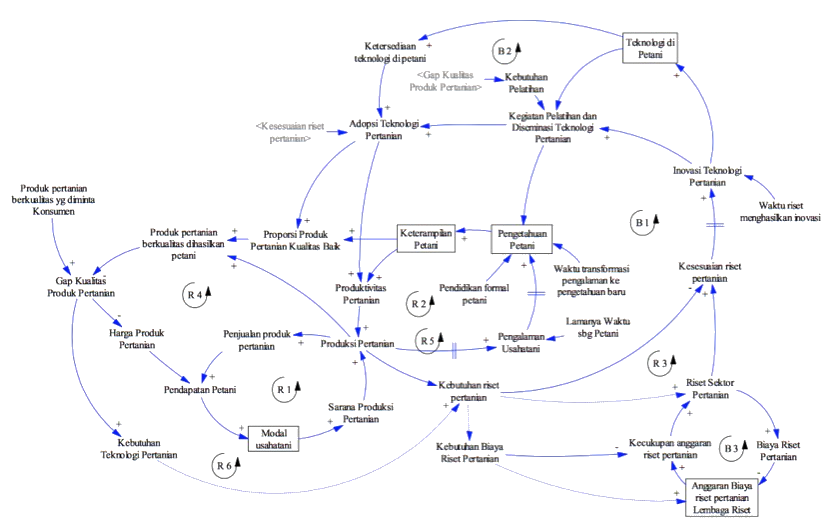 Ketersediaan
teknologi di petani
B 2
Teknologi di
Petani
<Gap Kualitas
Produk Pertanian>
Kebutuhan
Pelatihan
<Kesesuaian riset
pertanian>
Adopsi Teknologi
Pertanian
Kegiatan Pelatihan dan
Diseminasi Teknologi
Pertanian
Inovasi Teknologi
Pertanian
Waktu riset
menghasilkan inovasi
B 1
Produk pertanian
berkualitas yg diminta
Konsumen
Produk pertanian
berkualitas dihasilkan
petani
Proporsi Produk
Pertanian Kualitas Baik
Keterampilan
Petani
Pengetahuan
Petani
Waktu transformasi
pengalaman ke
pengetahuan baru
Kesesuaian riset
pertanian
Gap Kualitas
Produk Pertanian
R 4
Produktivitas
Pertanian
R 2
Pendidikan formal
petani
Lamanya Waktu
sbg Petani
Harga Produk
Pertanian
Penjualan produk
pertanian
Produksi Pertanian
R 5
Pengalaman
Usahatani
R 3
Pendapatan Petani
R 1
Kebutuhan riset
pertanian
Riset Sektor
Pertanian
Sarana Produksi
Pertanian
Kebutuhan
Teknologi Pertanian
Modal
usahatani
R 6
Kebutuhan Biaya
Riset Pertanian
Kecukupan anggaran
riset pertanian
B 3
Biaya Riset
Pertanian
Anggaran Biaya
riset pertanian
Lembaga Riset